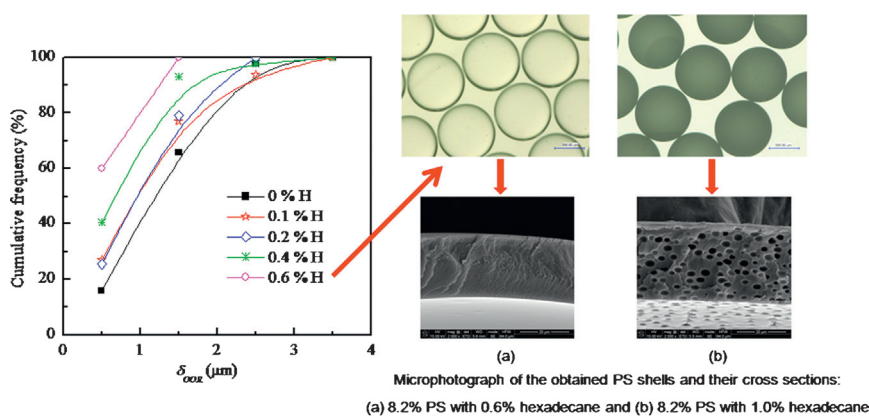 100
80
60
40
20
0
Cumulative frequency (%)
0 % H
0.1 % H
0.2 % H
0.4 % H
0.6 % H
0 1 2 3 4
δOOR (μm)
(a)
(b)
Microphotograph of the obtained PS shells and their cross sections:
(a) 8.2% PS with 0.6% hexadecane and (b) 8.2% PS with 1.0% hexadecane